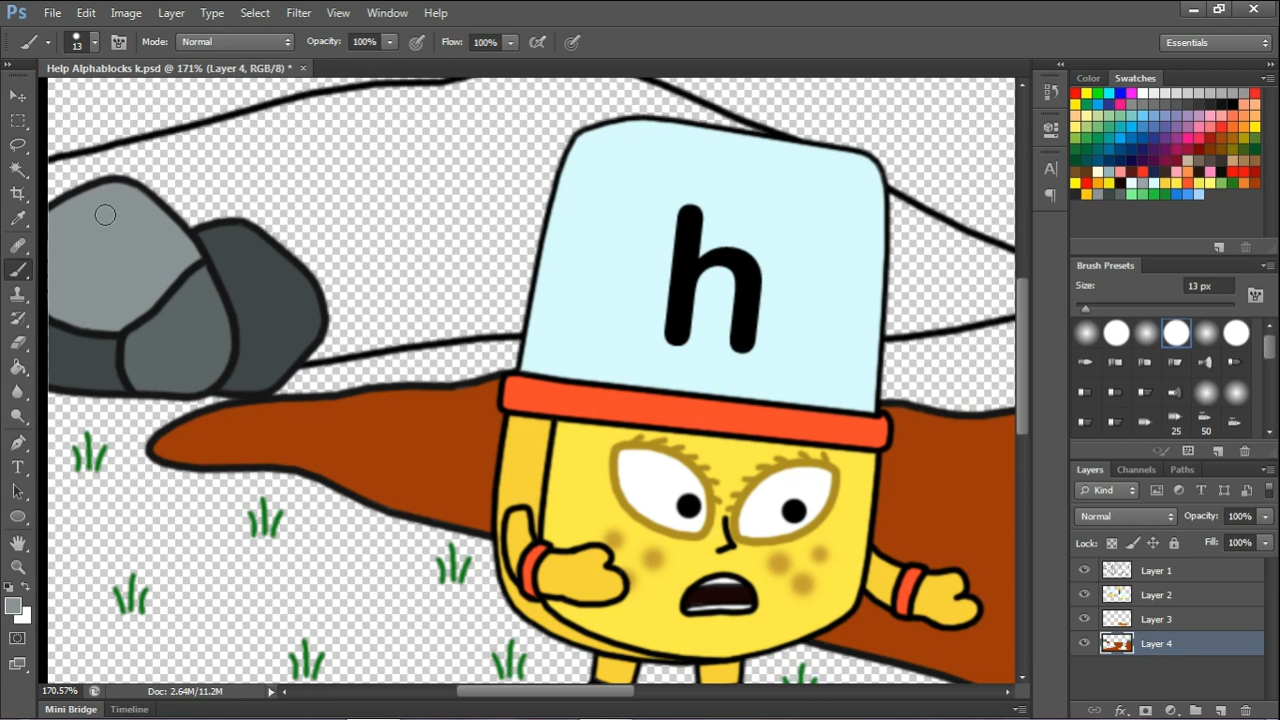 Ps File Edit Image Layer Type Select Filter View Window Help
13 Mode: Normal Opacity: 100% Flow: 100% Essentials
Help Alphablocks k.psd @ 171% (Layer 4, RGB/8) * ×
Color Swatches
h
Brush Presets
Size: 13 px
25 50
Layers Channels Paths
Kind
Normal Opacity: 100%
Lock: Fill: 100%
Layer 1
Layer 2
Layer 3
Layer 4
170.57% Doc: 2.64M/11.2M
Mini Bridge Timeline